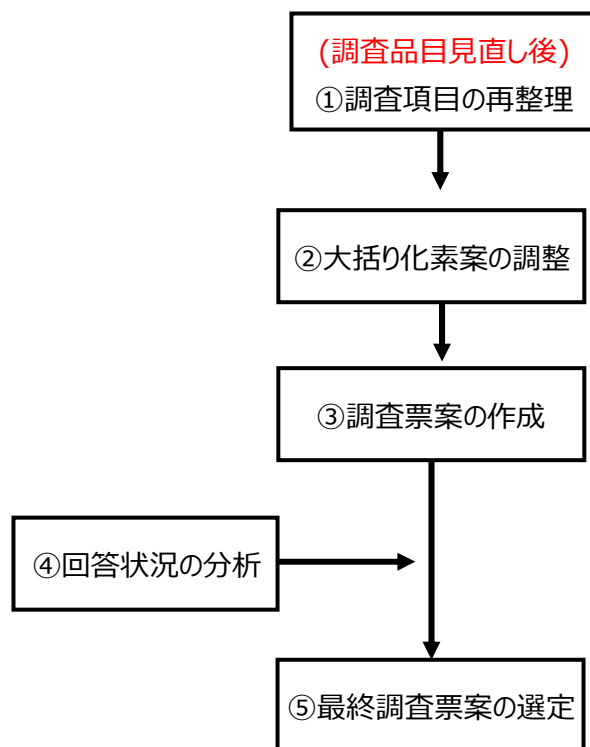 (調査品目見直し後)
①調査項目の再整理
②大括り化素案の調整
③調査票案の作成
④回答状況の分析
⑤最終調査票案の選定